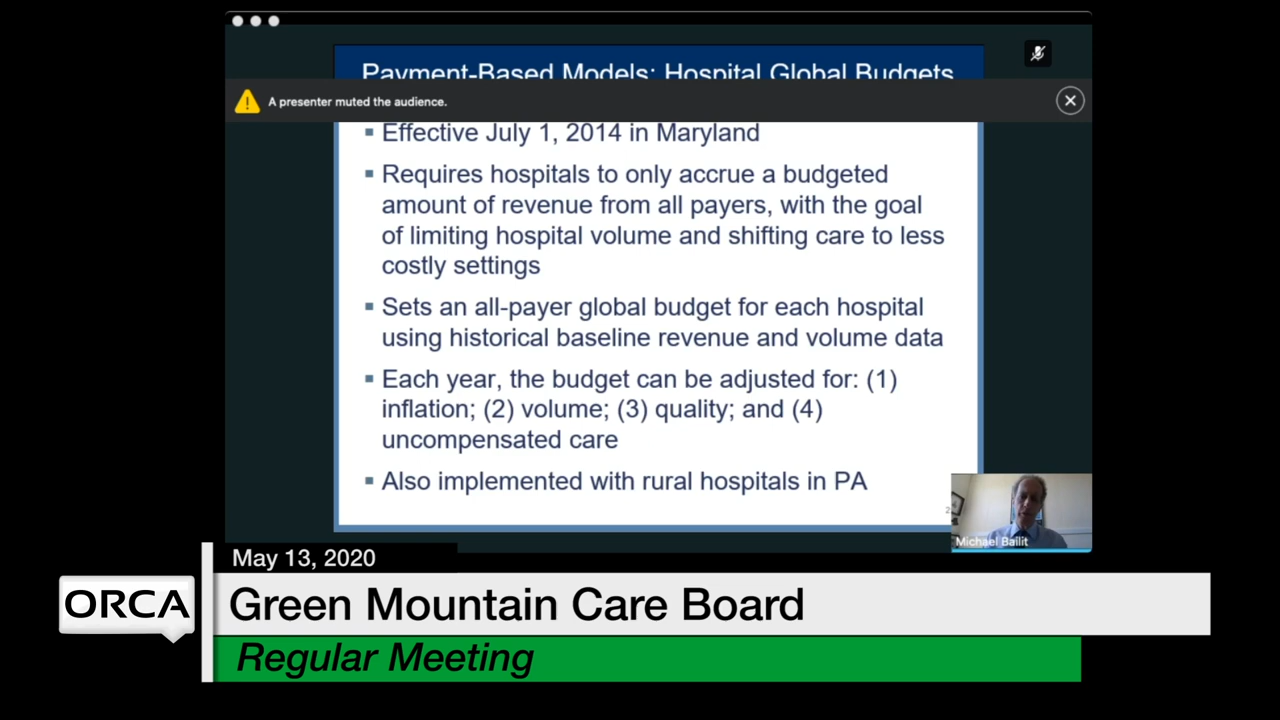 Payment-Based Models: Hospital Global Budgets
A presenter muted the audience.
▪ Effective July 1, 2014 in Maryland
▪ Requires hospitals to only accrue a budgeted
amount of revenue from all payers, with the goal
of limiting hospital volume and shifting care to less
costly settings
▪ Sets an all-payer global budget for each hospital
using historical baseline revenue and volume data
▪ Each year, the budget can be adjusted for: (1)
inflation; (2) volume; (3) quality; and (4)
uncompensated care
▪ Also implemented with rural hospitals in PA
Michael Bailit
May 13, 2020
ORCA
Green Mountain Care Board
Regular Meeting